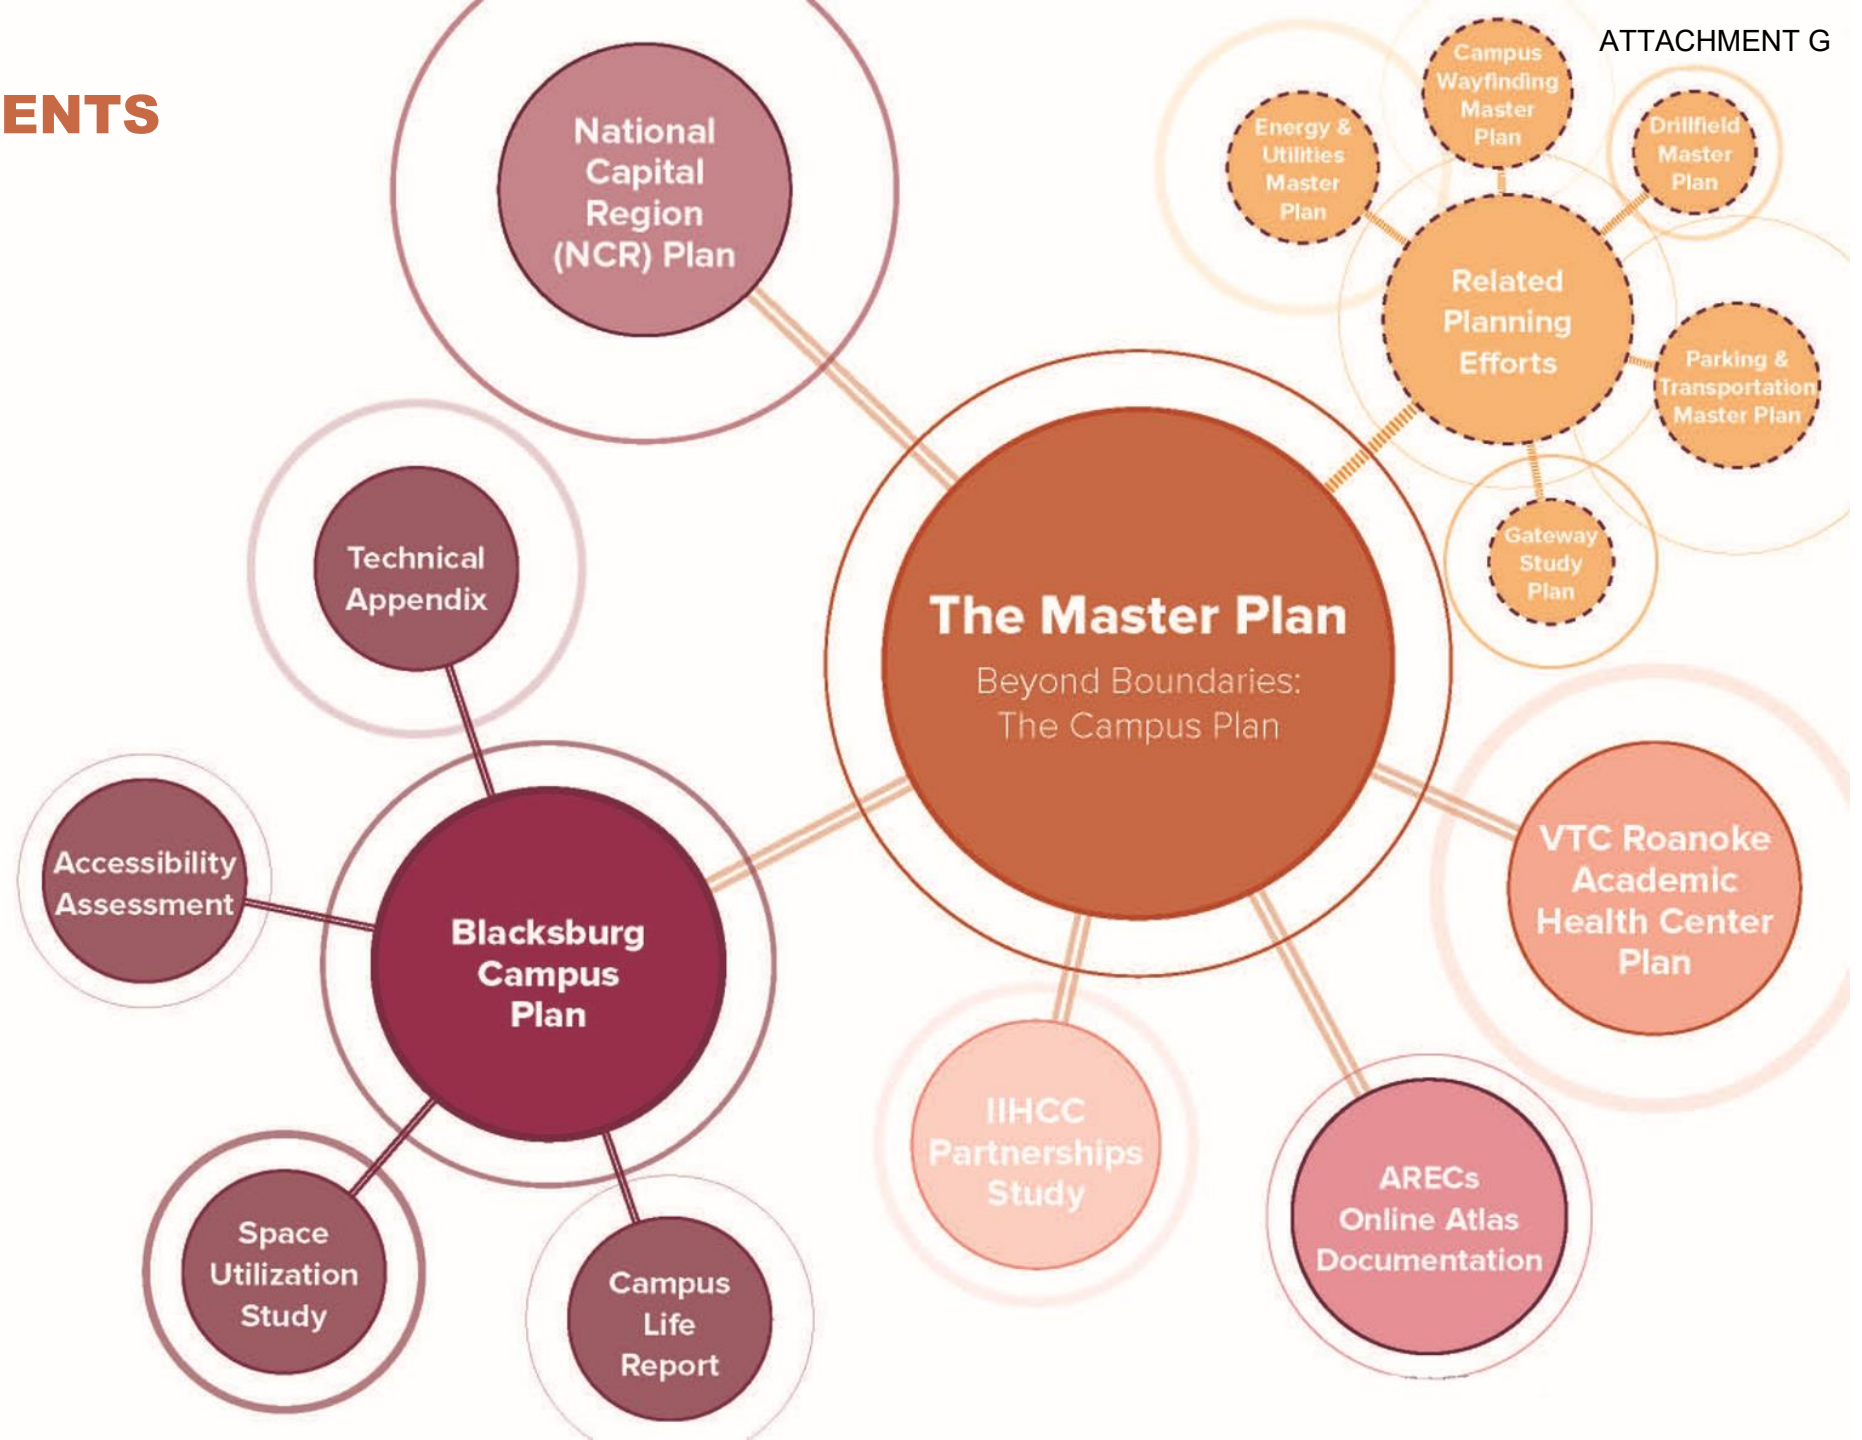 ATTACHMENT G
ENTS
National
Capital
Region
(NCR) Plan
Campus
Wayfinding
Master
Plan
Energy &
Utilities
Master
Plan
Drillfield
Master
Plan
Related
Planning
Efforts
Parking &
Transportation
Master Plan
Gateway
Study
Plan
Technical
Appendix
The Master Plan
Beyond Boundaries:
The Campus Plan
Accessibility
Assessment
Blacksburg
Campus
Plan
VTC Roanoke
Academic
Health Center
Plan
IIHCC
Partnerships
Study
ARECs
Online Atlas
Documentation
Space
Utilization
Study
Campus
Life
Report